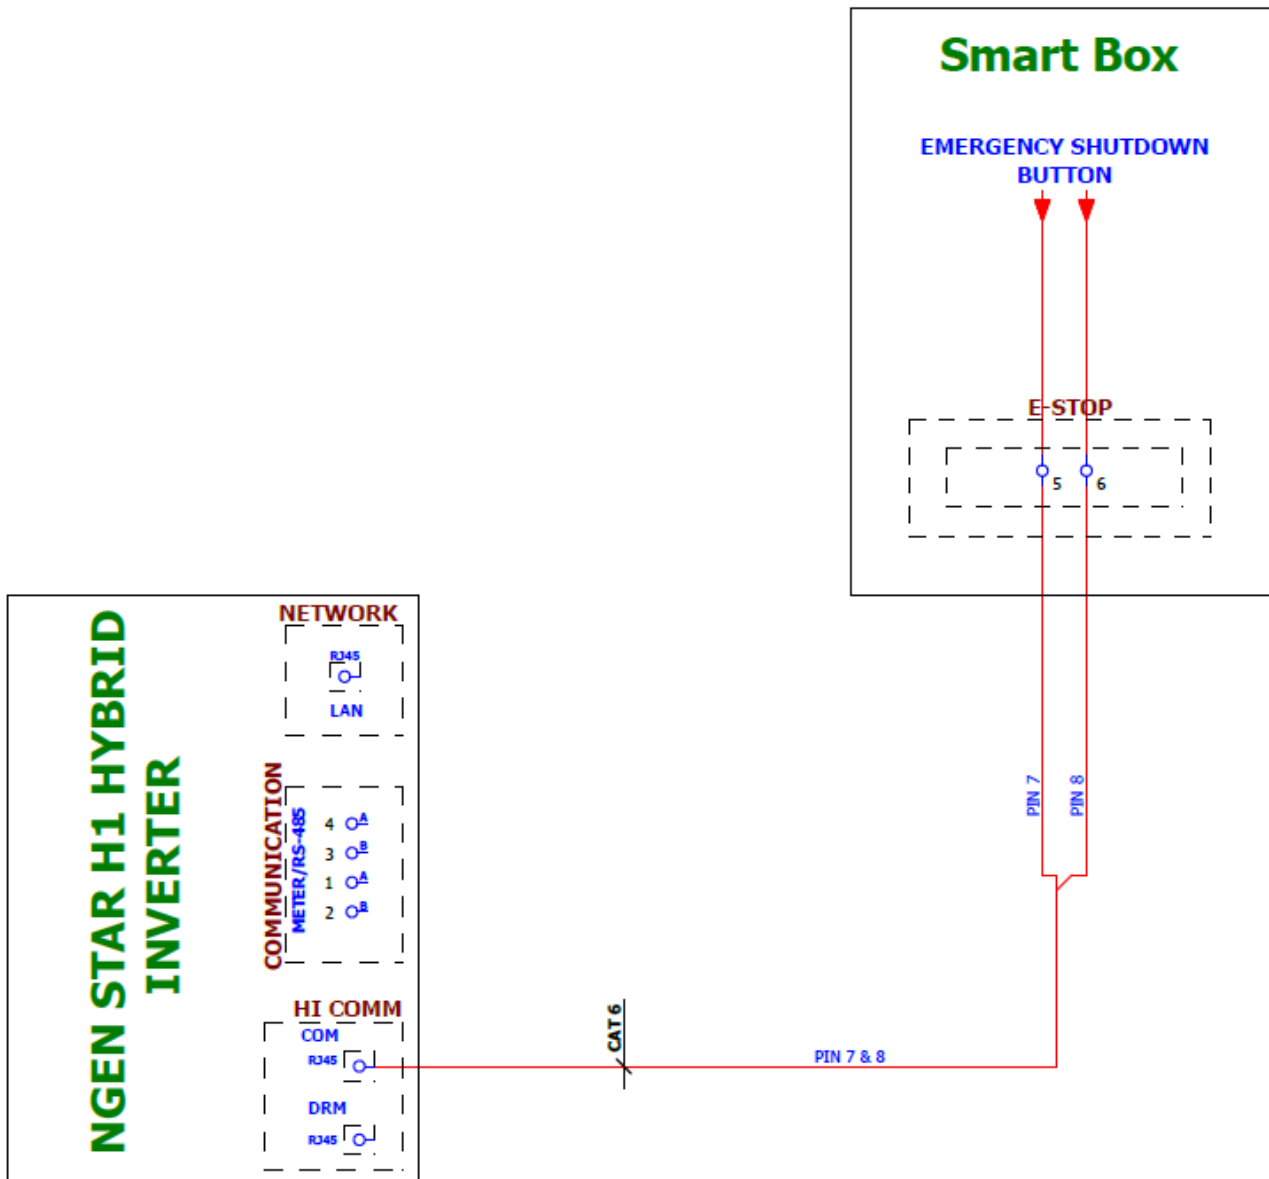 Smart Box
EMERGENCY SHUTDOWN
BUTTON
E-STOP
5
6
PIN 7
PIN 8
NGEN STAR H1 HYBRID
INVERTER
NETWORK
RJ45
LAN
COMMUNICATION
METER/RS-485
4 A
3 B
1 A
2 B
HI COMM
COM
RJ45
DRM
RJ45
CAT 6
PIN 7 & 8